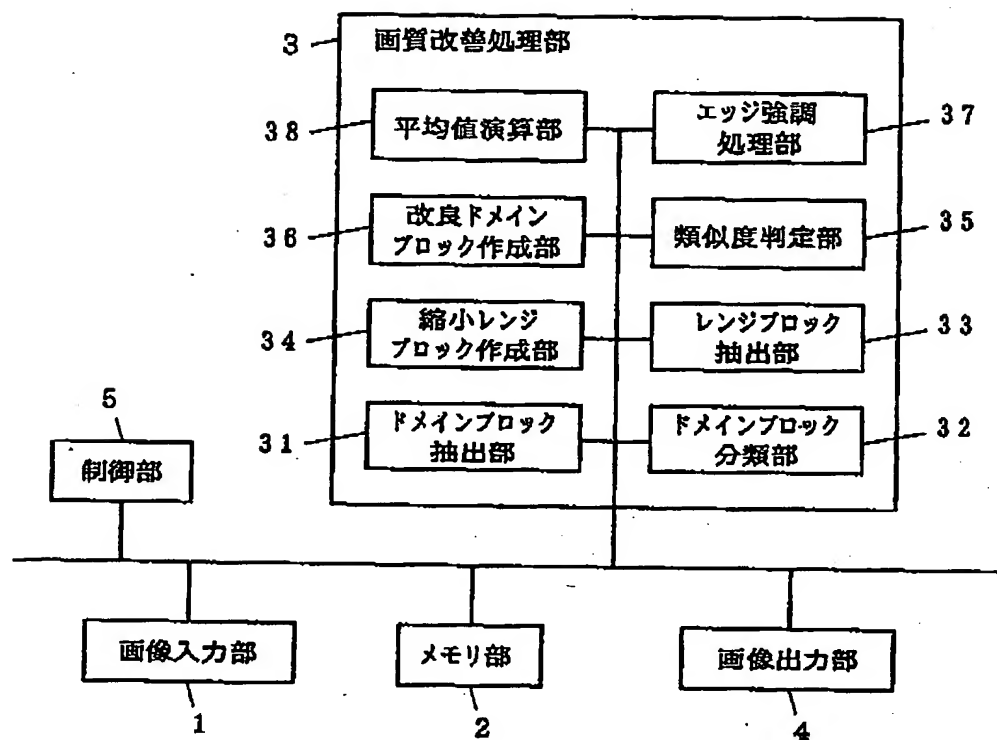 3
画質改善処理部
38
平均値演算部
エッジ強調
処理部
37
36
改良ドメイン
ブロック作成部
類似度判定部
35
34
縮小レンジ
ブロック作成部
レンジブロック
抽出部
33
31
ドメインブロック
抽出部
ドメインブロック
分類部
32
5
制御部
画像入力部
メモリ部
画像出力部
1
2
4